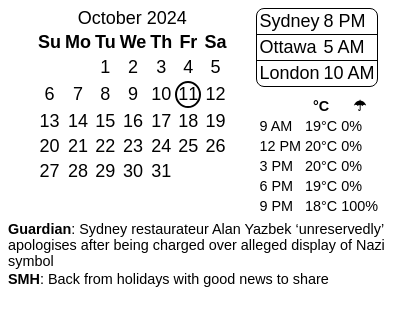 October 2024
Su Mo Tu We Th Fr Sa
1 2 3 4 5
6 7 8 9 10 11 12
13 14 15 16 17 18 19
20 21 22 23 24 25 26
27 28 29 30 31
Sydney 8 PM
Ottawa 5 AM
London 10 AM
°C ☂
9 AM 19°C 0%
12 PM 20°C 0%
3 PM 20°C 0%
6 PM 19°C 0%
9 PM 18°C 100%
Guardian: Sydney restaurateur Alan Yazbek ‘unreservedly’
apologises after being charged over alleged display of Nazi
symbol
SMH: Back from holidays with good news to share